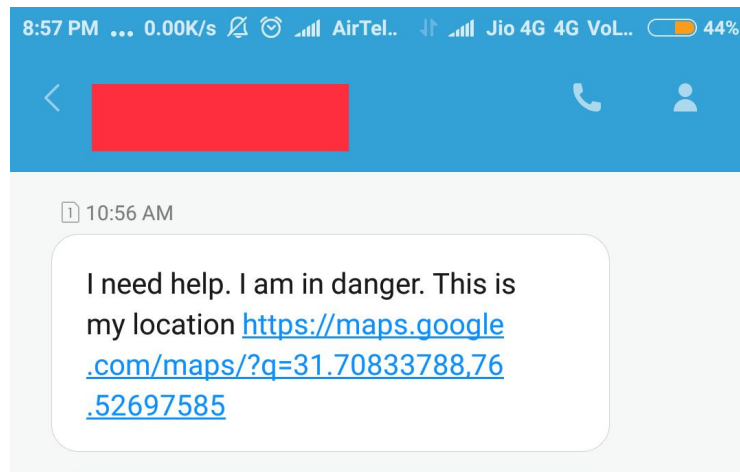 8:57 PM ... 0.00K/s AirTel.. Jio 4G 4G VoL.. 44%
1 10:56 AM
I need help. I am in danger. This is
my location https://maps.google
.com/maps/?q=31.70833788,76
.52697585